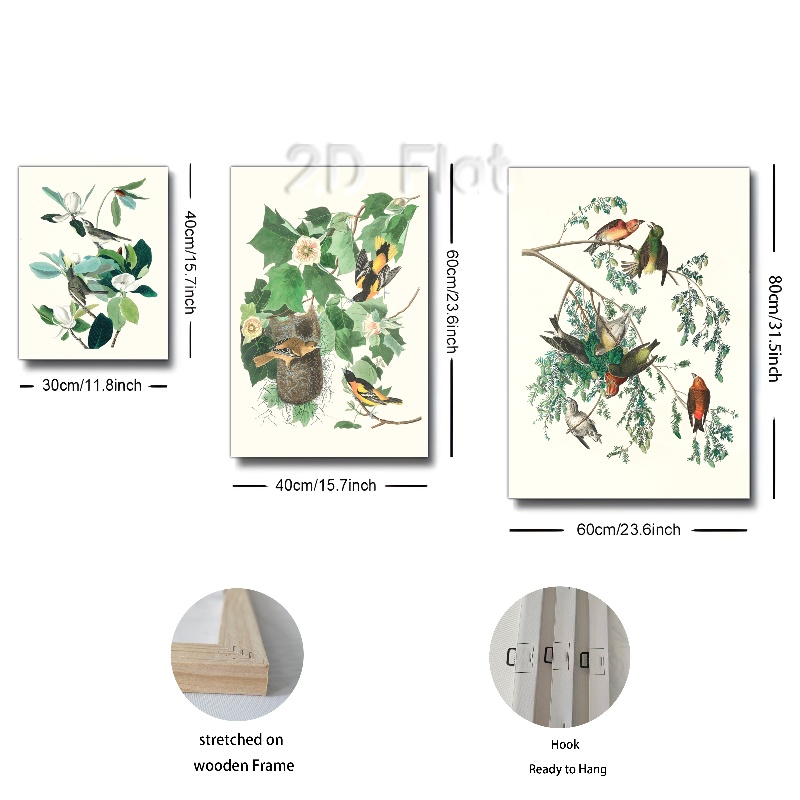 2D Flat
40cm/15.7inch
60cm/23.6inch
80cm/31.5inch
30cm/11.8inch
40cm/15.7inch
60cm/23.6inch
stretched on
wooden Frame
Hook
Ready to Hang